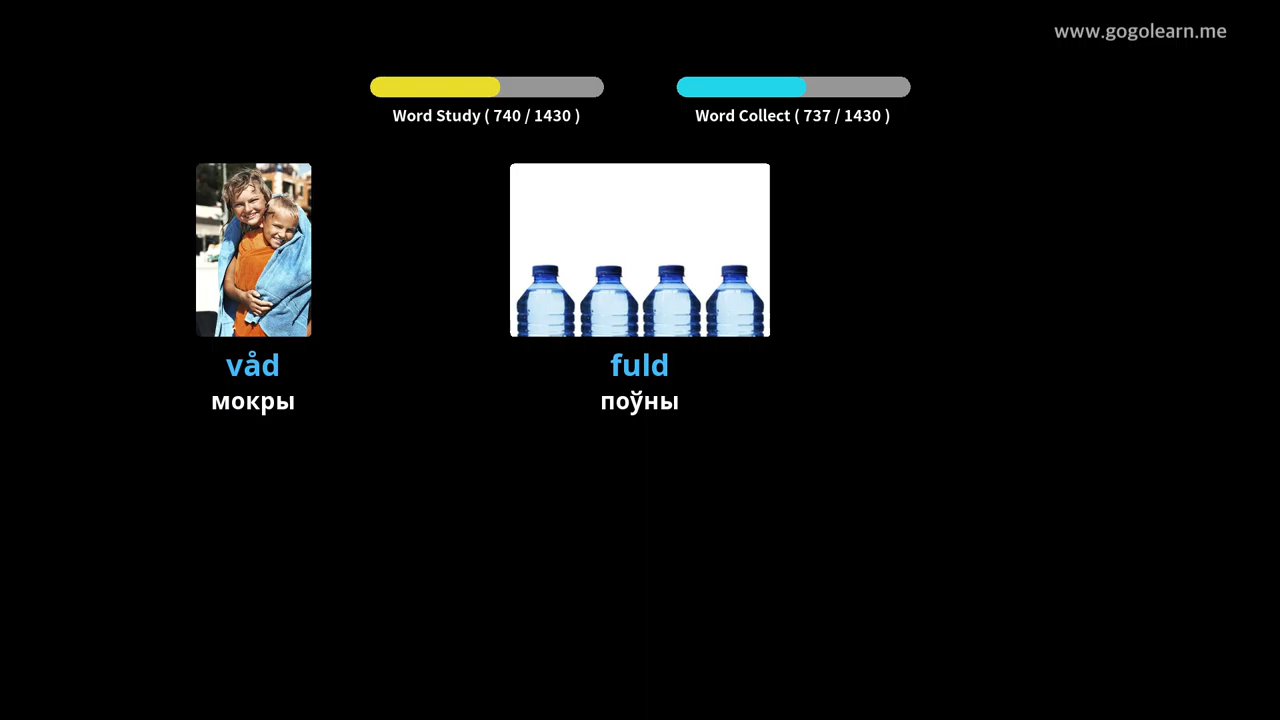 www.gogolearn.me
Word Study ( 740 / 1430 )
Word Collect ( 737 / 1430 )
våd
мокры
fuld
поўны